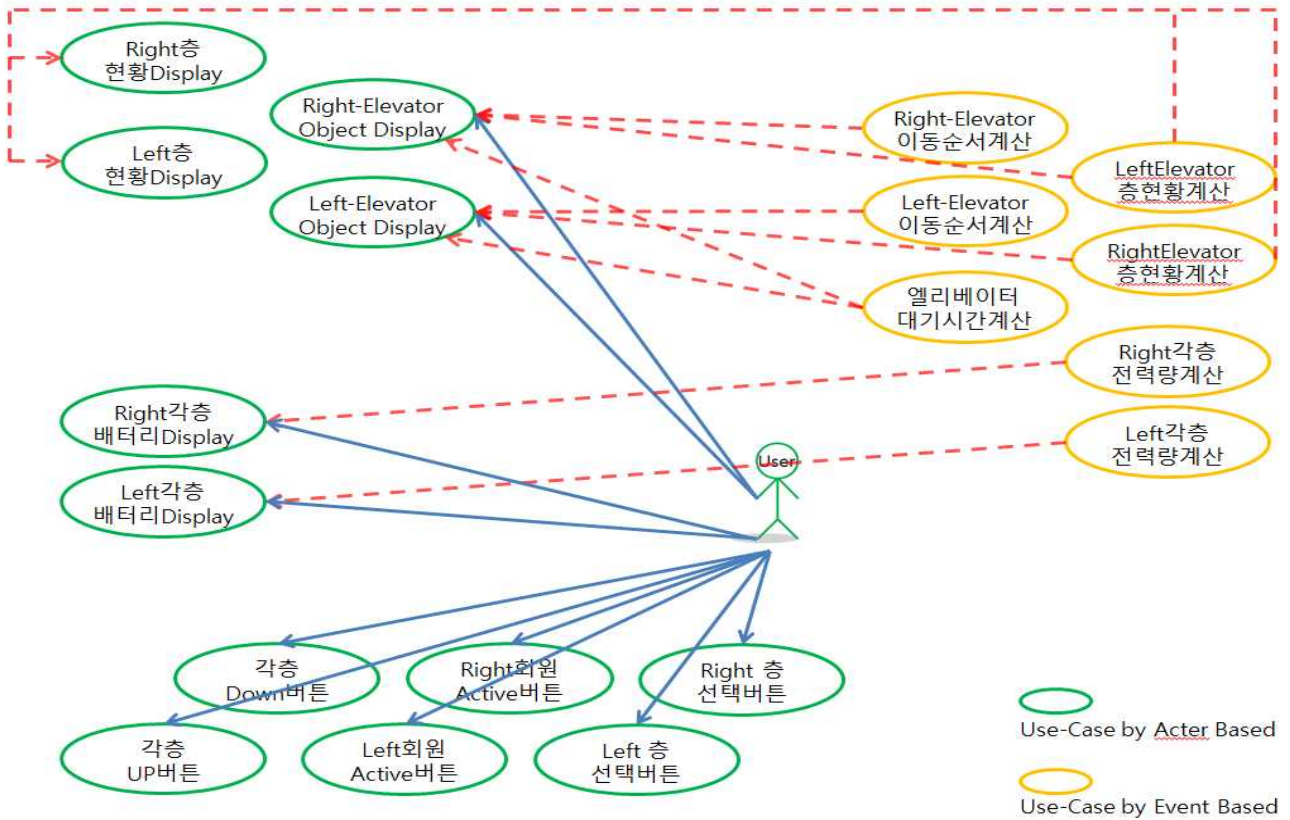 Right층
현황Display
Right-Elevator
Object Display
Right-Elevator
이동순서계산
Left층
현황Display
LeftElevator
층현황계산
Left-Elevator
Object Display
Left-Elevator
이동순서계산
RightElevator
층현황계산
엘리베이터
대기시간계산
Right각층
전력량계산
Right각층
배터리Display
Left각층
전력량계산
User
Left각층
배터리Display
각층
Down버튼
Right회원
Active버튼
Right 층
선택버튼
각층
UP버튼
Left회원
Active버튼
Left 층
선택버튼
Use-Case by Acter Based
Use-Case by Event Based